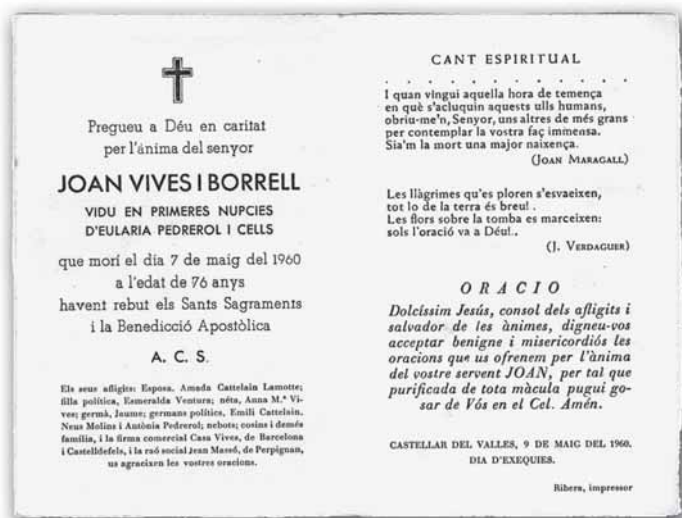 Pregueu a Déu en caritat
per l'ánima del senyor
JOAN VIVES I BORRELL
VIDU EN PRIMERES NUPCIES
D'EULARIA PEDREROL I CELLS
que morí el día 7 de maig del 1960
a l'edat de 76 anys
havent rebut els Sants Sagraments
i la Benedicció Apostòlica
A. C. S.
Els seus afligits: Esposa, Amada Cattelain Lamotte;
filla política, Esmeralda Ventura; néta, Anna M.ª Vi-
ves; germà, Jaume; germans polítics, Emili Cattelain,
Neus Molins i Antònia Pedrerol; nebots; cosins i demés
família, i la firma comercial Casa Vives, de Barcelona
i Castelldefels, i la raó social Jean Massó, de Perpignan,
us agraeixen les vostres oracions.
CANT ESPIRITUAL
. . . . . . . . . . . .
I quan vingui aquella hora de temença
en què s'acluquin aquests ulls humans,
obriu-me'n, Senyor, uns altres de més grans
per contemplar la vostra faç immensa.
Sia'm la mort una major naixença.
(JOAN MARAGALL)
Les llàgrimes qu'es ploren s'esvaeixen,
tot lo de la terra és breu! .
Les flors sobre la tomba es marceixen:
sols l'oració va a Déu!..
(J. VERDAGUER)
ORACIO
Dolcíssim Jesús, consol dels afligits i
salvador de les ànimes, digneu-vos
acceptar benigne i misericordiós les
oracions que us ofrenem per l'ànima
del vostre servent JOAN, per tal que
purificada de tota màcula pugui go-
sar de Vós en el Cel. Amén.
CASTELLAR DEL VALLES, 9 DE MAIG DEL 1960.
DIA D'EXEQUIES.
Ribera, impressor